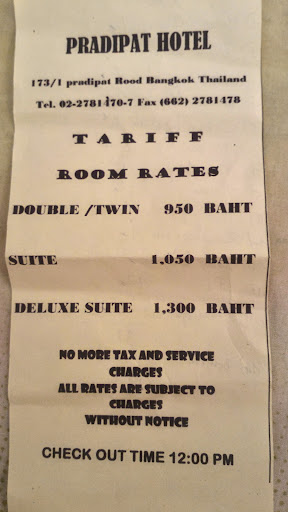 PRADIPAT HOTEL
173/1 pradipat Rood Bangkok Thailand
Tel. 02-2781470-7 Fax (662) 2781478
TARIFF
ROOM RATES
DOUBLE /TWIN 950 BAHT
SUITE 1,050 BAHT
DELUXE SUITE 1,300 BAHT
NO MORE TAX AND SERVICE
CHARGES
ALL RATES ARE SUBJECT TO
CHARGES
WITHOUT NOTICE
CHECK OUT TIME 12:00 PM